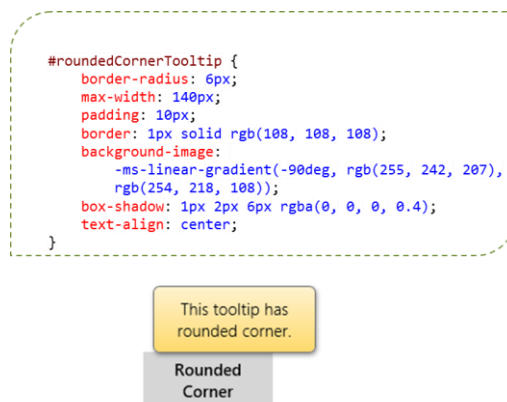 #roundedCornerTooltip {
border-radius: 6px;
max-width: 140px;
padding: 10px;
border: 1px solid rgb(108, 108, 108);
background-image:
-ms-linear-gradient(-90deg, rgb(255, 242, 207),
rgb(254, 218, 108));
box-shadow: 1px 2px 6px rgba(0, 0, 0, 0.4);
text-align: center;
}
This tooltip has
rounded corner.
Rounded
Corner